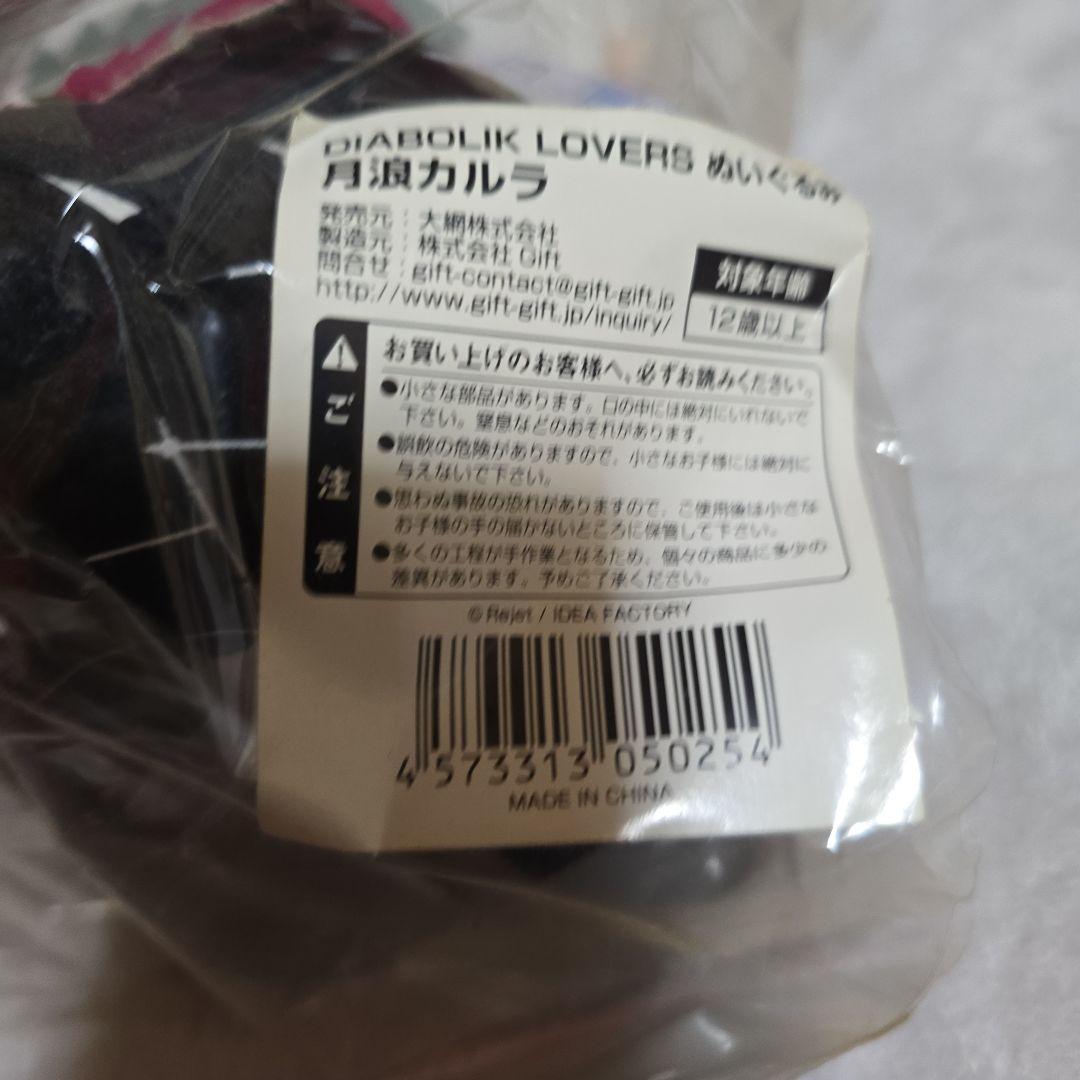 DIABOLIK LOVERS ぬいぐるみ
月浪カルラ
発売元：大網株式会社
製造元：株式会社 Gift
問合せ：gift-contact@gift-gift.jp
http://www.gift-gift.jp/inquiry/
対象年齢
12歳以上
ご注意
お買い上げのお客様へ、必ずお読みください。
●小さな部品があります。口の中には絶対にいれないで
下さい。窒息などのおそれがあります。
●誤飲の危険がありますので、小さなお子様には絶対に
与えないで下さい。
●思わぬ事故の恐れがありますので、ご使用後は小さな
お子様の手の届かないところに保管して下さい。
●多くの工程が手作業となるため、個々の商品に多少の
差異があります。予めご了承ください。
©Rejet / IDEA FACTORY
4 573313 050254
MADE IN CHINA